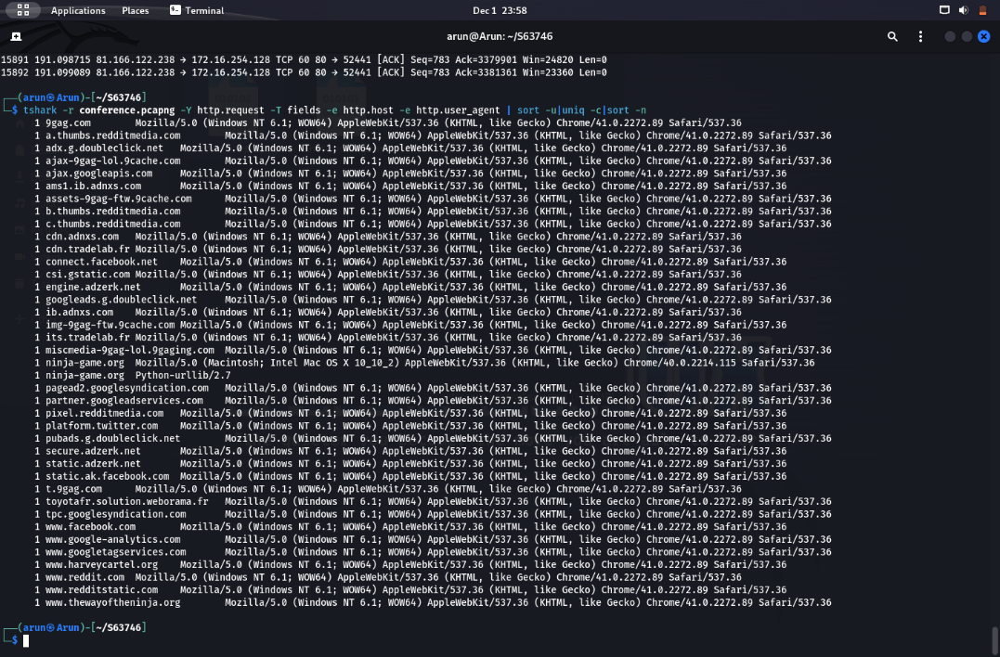 Applications Places Terminal Dec 1 23:58
arun@Arun: ~/S63746
15891 191.098715 81.166.122.238 → 172.16.254.128 TCP 60 80 → 52441 [ACK] Seq=783 Ack=3379901 Win=24820 Len=0
15892 191.099089 81.166.122.238 → 172.16.254.128 TCP 60 80 → 52441 [ACK] Seq=783 Ack=3381361 Win=23360 Len=0
┌──(arun㉿Arun)-[~/S63746]
└─$ tshark -r conference.pcapng -Y http.request -T fields -e http.host -e http.user_agent | sort -u|uniq -c|sort -n
1 9gag.com Mozilla/5.0 (Windows NT 6.1; WOW64) AppleWebKit/537.36 (KHTML, like Gecko) Chrome/41.0.2272.89 Safari/537.36
1 a.thumbs.redditmedia.com Mozilla/5.0 (Windows NT 6.1; WOW64) AppleWebKit/537.36 (KHTML, like Gecko) Chrome/41.0.2272.89 Safari/537.36
1 adx.g.doubleclick.net Mozilla/5.0 (Windows NT 6.1; WOW64) AppleWebKit/537.36 (KHTML, like Gecko) Chrome/41.0.2272.89 Safari/537.36
1 ajax-9gag-lol.9cache.com Mozilla/5.0 (Windows NT 6.1; WOW64) AppleWebKit/537.36 (KHTML, like Gecko) Chrome/41.0.2272.89 Safari/537.36
1 ajax.googleapis.com Mozilla/5.0 (Windows NT 6.1; WOW64) AppleWebKit/537.36 (KHTML, like Gecko) Chrome/41.0.2272.89 Safari/537.36
1 ams1.ib.adnxs.com Mozilla/5.0 (Windows NT 6.1; WOW64) AppleWebKit/537.36 (KHTML, like Gecko) Chrome/41.0.2272.89 Safari/537.36
1 assets-9gag-ftw.9cache.com Mozilla/5.0 (Windows NT 6.1; WOW64) AppleWebKit/537.36 (KHTML, like Gecko) Chrome/41.0.2272.89 Safari/537.36
1 b.thumbs.redditmedia.com Mozilla/5.0 (Windows NT 6.1; WOW64) AppleWebKit/537.36 (KHTML, like Gecko) Chrome/41.0.2272.89 Safari/537.36
1 c.thumbs.redditmedia.com Mozilla/5.0 (Windows NT 6.1; WOW64) AppleWebKit/537.36 (KHTML, like Gecko) Chrome/41.0.2272.89 Safari/537.36
1 cdn.adnxs.com Mozilla/5.0 (Windows NT 6.1; WOW64) AppleWebKit/537.36 (KHTML, like Gecko) Chrome/41.0.2272.89 Safari/537.36
1 cdn.tradelab.fr Mozilla/5.0 (Windows NT 6.1; WOW64) AppleWebKit/537.36 (KHTML, like Gecko) Chrome/41.0.2272.89 Safari/537.36
1 connect.facebook.net Mozilla/5.0 (Windows NT 6.1; WOW64) AppleWebKit/537.36 (KHTML, like Gecko) Chrome/41.0.2272.89 Safari/537.36
1 csi.gstatic.com Mozilla/5.0 (Windows NT 6.1; WOW64) AppleWebKit/537.36 (KHTML, like Gecko) Chrome/41.0.2272.89 Safari/537.36
1 engine.adzerk.net Mozilla/5.0 (Windows NT 6.1; WOW64) AppleWebKit/537.36 (KHTML, like Gecko) Chrome/41.0.2272.89 Safari/537.36
1 googleads.g.doubleclick.net Mozilla/5.0 (Windows NT 6.1; WOW64) AppleWebKit/537.36 (KHTML, like Gecko) Chrome/41.0.2272.89 Safari/537.36
1 ib.adnxs.com Mozilla/5.0 (Windows NT 6.1; WOW64) AppleWebKit/537.36 (KHTML, like Gecko) Chrome/41.0.2272.89 Safari/537.36
1 img-9gag-ftw.9cache.com Mozilla/5.0 (Windows NT 6.1; WOW64) AppleWebKit/537.36 (KHTML, like Gecko) Chrome/41.0.2272.89 Safari/537.36
1 its.tradelab.fr Mozilla/5.0 (Windows NT 6.1; WOW64) AppleWebKit/537.36 (KHTML, like Gecko) Chrome/41.0.2272.89 Safari/537.36
1 miscmedia-9gag-lol.9gaging.com Mozilla/5.0 (Windows NT 6.1; WOW64) AppleWebKit/537.36 (KHTML, like Gecko) Chrome/41.0.2272.89 Safari/537.36
1 ninja-game.org Mozilla/5.0 (Macintosh; Intel Mac OS X 10_10_2) AppleWebKit/537.36 (KHTML, like Gecko) Chrome/40.0.2214.115 Safari/537.36
1 ninja-game.org Python-urllib/2.7
1 pagead2.googlesyndication.com Mozilla/5.0 (Windows NT 6.1; WOW64) AppleWebKit/537.36 (KHTML, like Gecko) Chrome/41.0.2272.89 Safari/537.36
1 partner.googleadservices.com Mozilla/5.0 (Windows NT 6.1; WOW64) AppleWebKit/537.36 (KHTML, like Gecko) Chrome/41.0.2272.89 Safari/537.36
1 pixel.redditmedia.com Mozilla/5.0 (Windows NT 6.1; WOW64) AppleWebKit/537.36 (KHTML, like Gecko) Chrome/41.0.2272.89 Safari/537.36
1 platform.twitter.com Mozilla/5.0 (Windows NT 6.1; WOW64) AppleWebKit/537.36 (KHTML, like Gecko) Chrome/41.0.2272.89 Safari/537.36
1 pubads.g.doubleclick.net Mozilla/5.0 (Windows NT 6.1; WOW64) AppleWebKit/537.36 (KHTML, like Gecko) Chrome/41.0.2272.89 Safari/537.36
1 secure.adzerk.net Mozilla/5.0 (Windows NT 6.1; WOW64) AppleWebKit/537.36 (KHTML, like Gecko) Chrome/41.0.2272.89 Safari/537.36
1 static.adzerk.net Mozilla/5.0 (Windows NT 6.1; WOW64) AppleWebKit/537.36 (KHTML, like Gecko) Chrome/41.0.2272.89 Safari/537.36
1 static.ak.facebook.com Mozilla/5.0 (Windows NT 6.1; WOW64) AppleWebKit/537.36 (KHTML, like Gecko) Chrome/41.0.2272.89 Safari/537.36
1 t.9gag.com Mozilla/5.0 (Windows NT 6.1; WOW64) AppleWebKit/537.36 (KHTML, like Gecko) Chrome/41.0.2272.89 Safari/537.36
1 toyotafr.solution.weborama.fr Mozilla/5.0 (Windows NT 6.1; WOW64) AppleWebKit/537.36 (KHTML, like Gecko) Chrome/41.0.2272.89 Safari/537.36
1 tpc.googlesyndication.com Mozilla/5.0 (Windows NT 6.1; WOW64) AppleWebKit/537.36 (KHTML, like Gecko) Chrome/41.0.2272.89 Safari/537.36
1 www.facebook.com Mozilla/5.0 (Windows NT 6.1; WOW64) AppleWebKit/537.36 (KHTML, like Gecko) Chrome/41.0.2272.89 Safari/537.36
1 www.google-analytics.com Mozilla/5.0 (Windows NT 6.1; WOW64) AppleWebKit/537.36 (KHTML, like Gecko) Chrome/41.0.2272.89 Safari/537.36
1 www.googletagservices.com Mozilla/5.0 (Windows NT 6.1; WOW64) AppleWebKit/537.36 (KHTML, like Gecko) Chrome/41.0.2272.89 Safari/537.36
1 www.harveycartel.org Mozilla/5.0 (Windows NT 6.1; WOW64) AppleWebKit/537.36 (KHTML, like Gecko) Chrome/41.0.2272.89 Safari/537.36
1 www.reddit.com Mozilla/5.0 (Windows NT 6.1; WOW64) AppleWebKit/537.36 (KHTML, like Gecko) Chrome/41.0.2272.89 Safari/537.36
1 www.redditstatic.com Mozilla/5.0 (Windows NT 6.1; WOW64) AppleWebKit/537.36 (KHTML, like Gecko) Chrome/41.0.2272.89 Safari/537.36
1 www.thewayoftheninja.org Mozilla/5.0 (Windows NT 6.1; WOW64) AppleWebKit/537.36 (KHTML, like Gecko) Chrome/41.0.2272.89 Safari/537.36
┌──(arun㉿Arun)-[~/S63746]
└─$